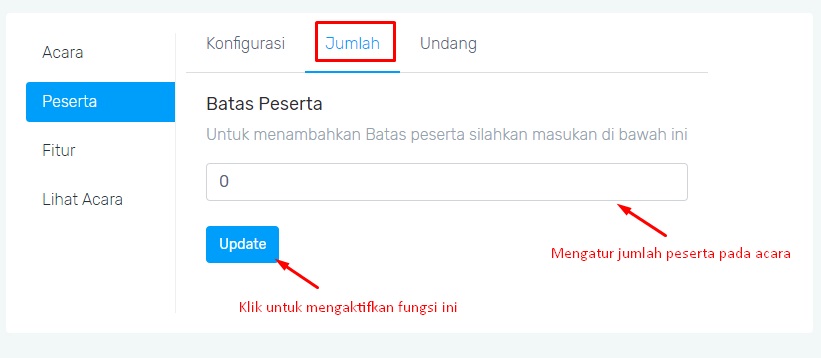 Acara
Peserta
Fitur
Lihat Acara
Konfigurasi Jumlah Undang
Batas Peserta
Untuk menambahkan Batas peserta silahkan masukan di bawah ini
0
Mengatur jumlah peserta pada acara
Update
Klik untuk mengaktifkan fungsi ini